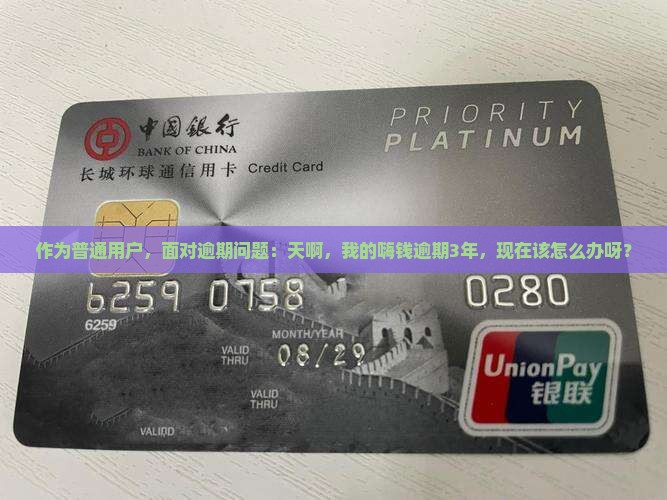 中国银行
BANK OF CHINA
长城环球通信用卡 Credit Card
PRIORITY
PLATINUM
作为普通用户，面对逾期问题：天啊，我的嗨钱逾期3年，现在该怎么办呀？
6259 0758 0280
6259
MONTH/YEAR
VALID
THRU
08/29
VALID
THRU
VALID
UnionPay
银联